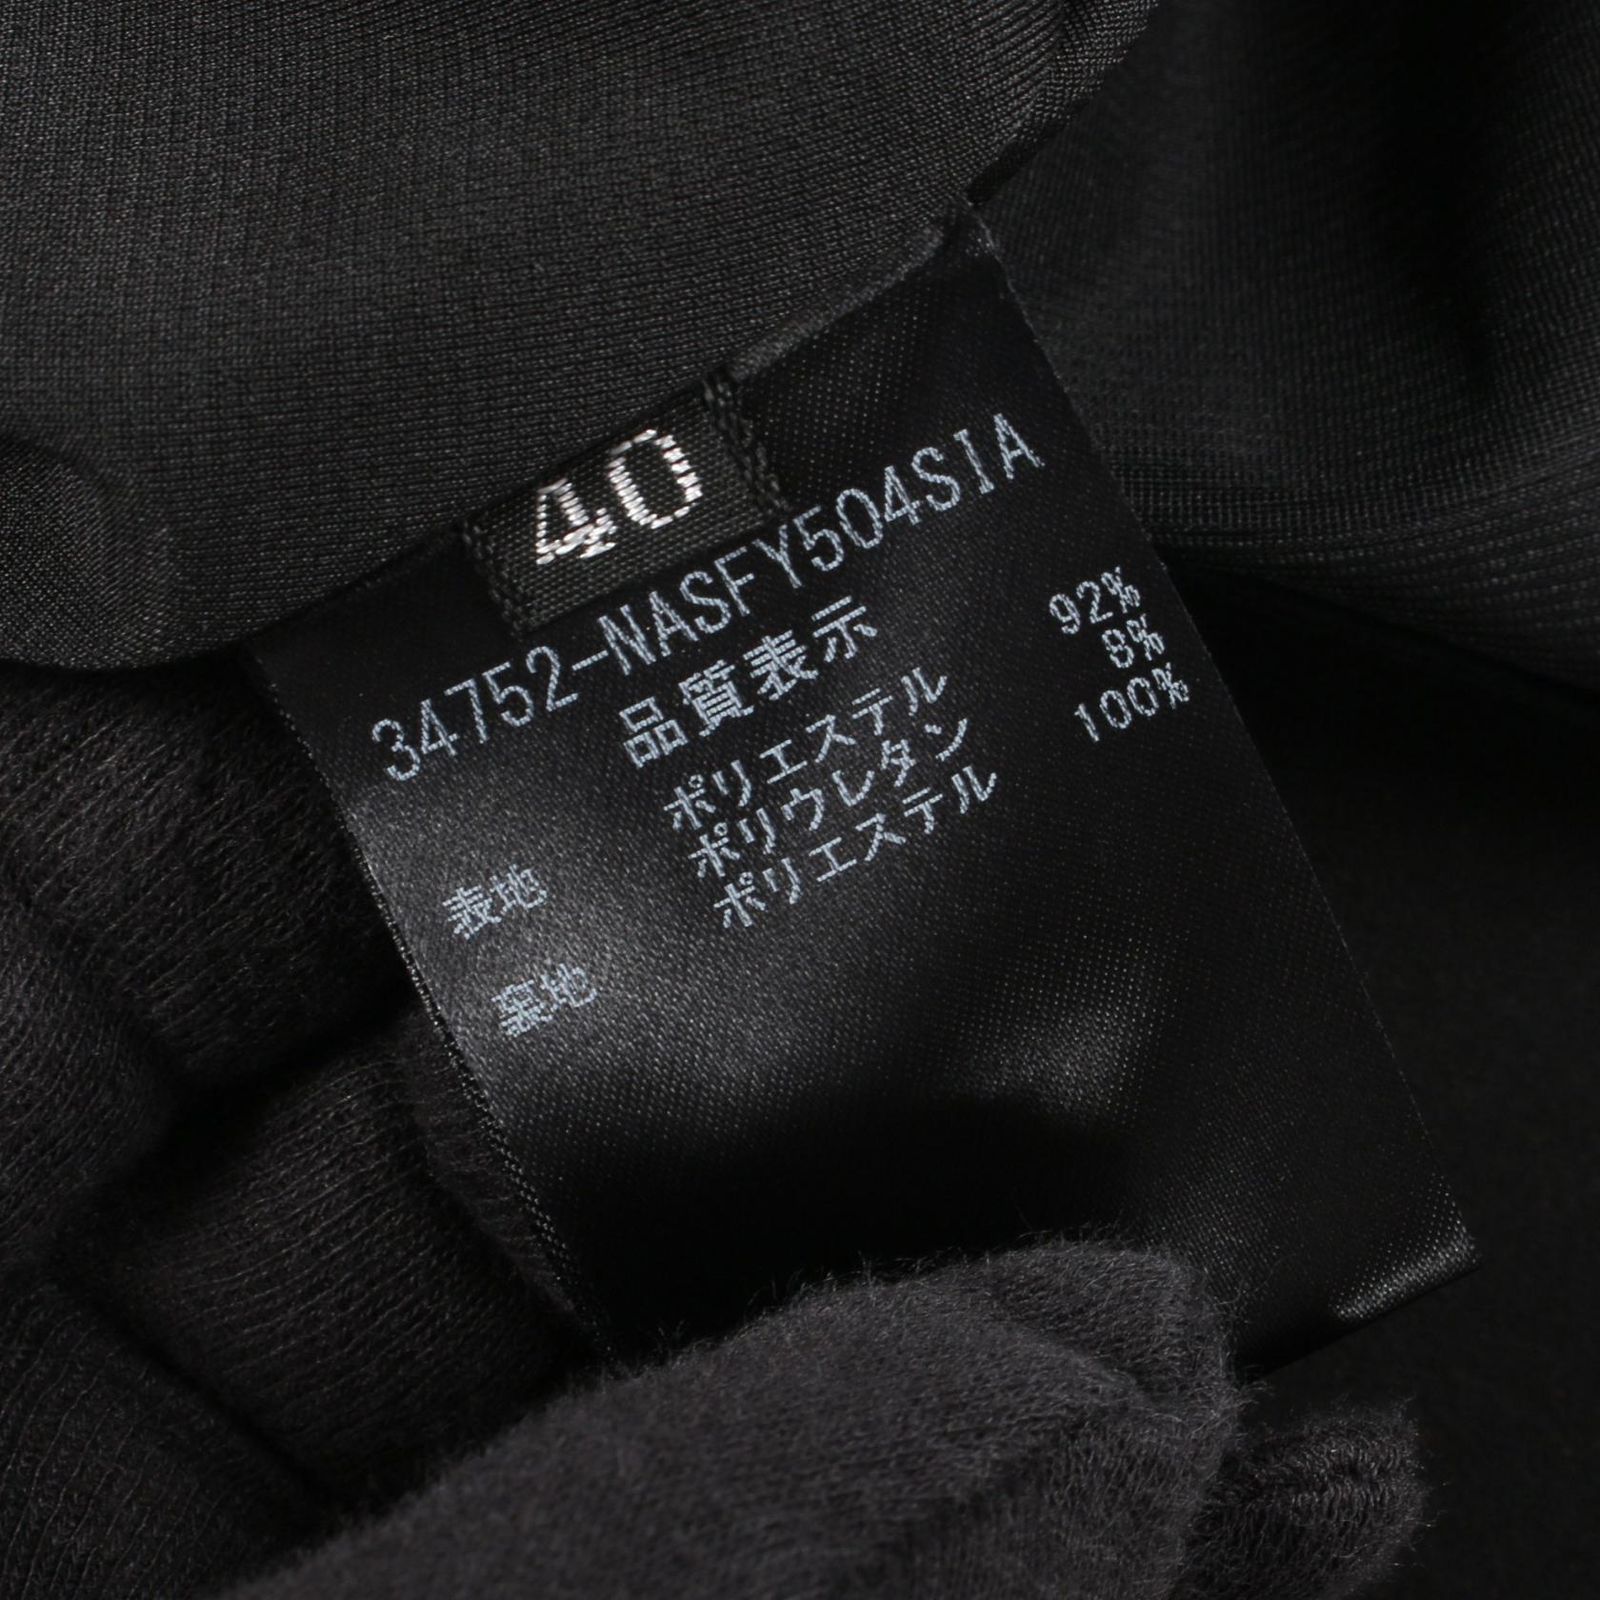 40
34752-NASFY504SIA
品質表示
ポリエステル 92%
ポリウレタン 8%
表地 ポリエステル 100%
裏地